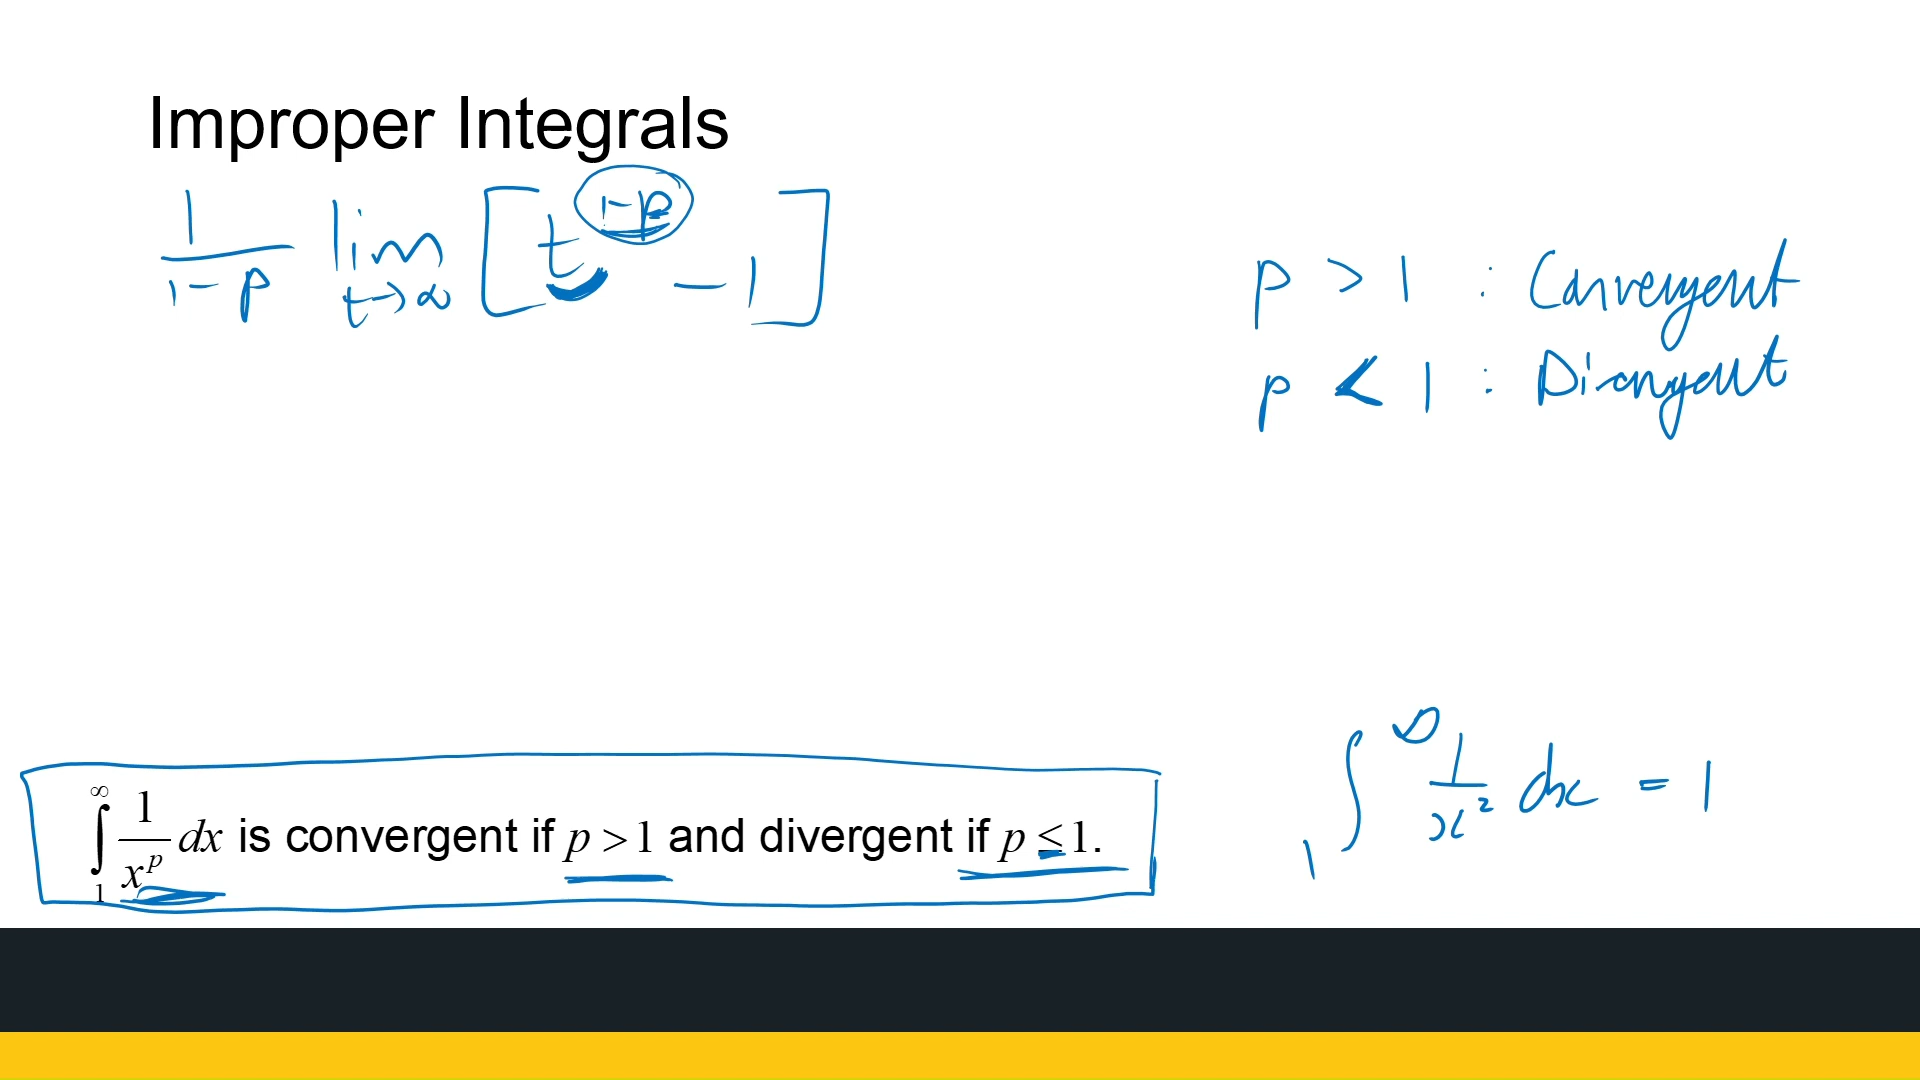 Improper Integrals
1/(1-p) lim t→∞ [t^(1-p) - 1]
p > 1 : Convergent
p < 1 : Divergent
∫₁^∞ 1/x² dx = 1
∫₁^∞ 1/x^p dx is convergent if p > 1 and divergent if p ≤ 1.